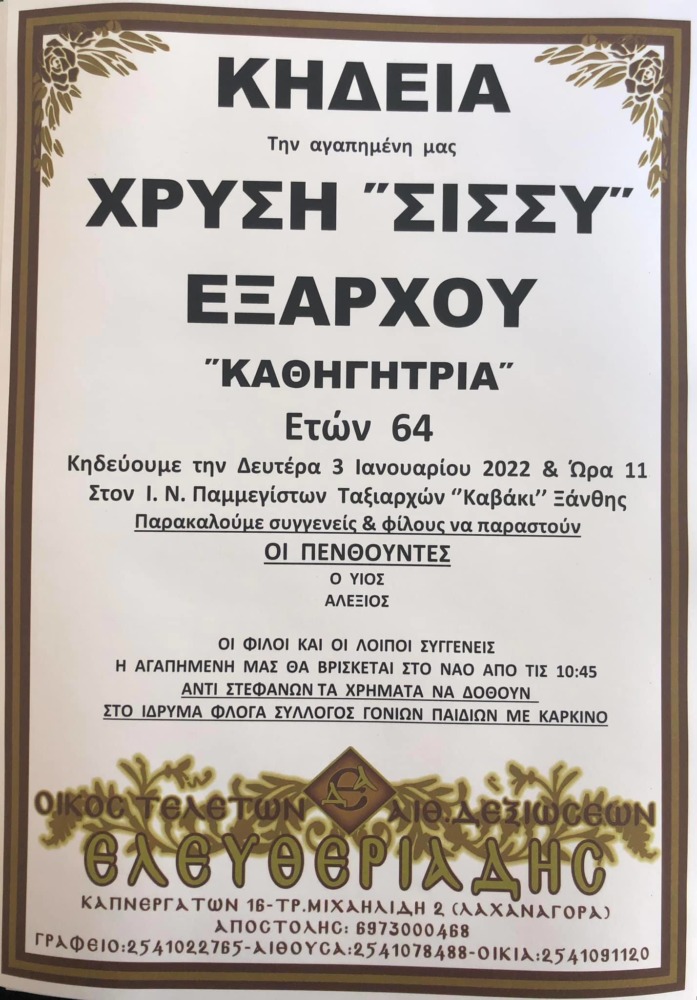 ΚΗΔΕΙΑ
Την αγαπημένη μας
ΧΡΥΣΗ ˝ΣΙΣΣΥ˝
ΕΞΑΡΧΟΥ
˝ΚΑΘΗΓΗΤΡΙΑ˝
Ετών 64
Κηδεύουμε την Δευτέρα 3 Ιανουαρίου 2022 & Ώρα 11
Στον Ι. Ν. Παμμεγίστων Ταξιαρχών ‘‘Καβάκι’’ Ξάνθης
Παρακαλούμε συγγενείς & φίλους να παραστούν
ΟΙ ΠΕΝΘΟΥΝΤΕΣ
Ο ΥΙΟΣ
ΑΛΕΞΙΟΣ
ΟΙ ΦΙΛΟΙ ΚΑΙ ΟΙ ΛΟΙΠΟΙ ΣΥΓΓΕΝΕΙΣ
Η ΑΓΑΠΗΜΕΝΗ ΜΑΣ ΘΑ ΒΡΙΣΚΕΤΑΙ ΣΤΟ ΝΑΟ ΑΠΟ ΤΙΣ 10:45
ΑΝΤΙ ΣΤΕΦΑΝΩΝ ΤΑ ΧΡΗΜΑΤΑ ΝΑ ΔΟΘΟΥΝ
ΣΤΟ ΙΔΡΥΜΑ ΦΛΟΓΑ ΣΥΛΛΟΓΟΣ ΓΟΝΙΩΝ ΠΑΙΔΙΩΝ ΜΕ ΚΑΡΚΙΝΟ
ΟΙΚΟΣ ΤΕΛΕΤΩΝ ΔΕΑ ΑΙΘ.ΔΕΞΙΩΣΕΩΝ
ΕΛΕΥΘΕΡΙΑΔΗΣ
ΚΑΠΝΕΡΓΑΤΩΝ 16-ΤΡ.ΜΙΧΑΗΛΙΔΗ 2 (ΛΑΧΑΝΑΓΟΡΑ)
ΑΠΟΣΤΟΛΗΣ: 6973000468
ΓΡΑΦΕΙΟ:2541022765-ΑΙΘΟΥΣΑ:2541078488-ΟΙΚΙΑ:2541091120